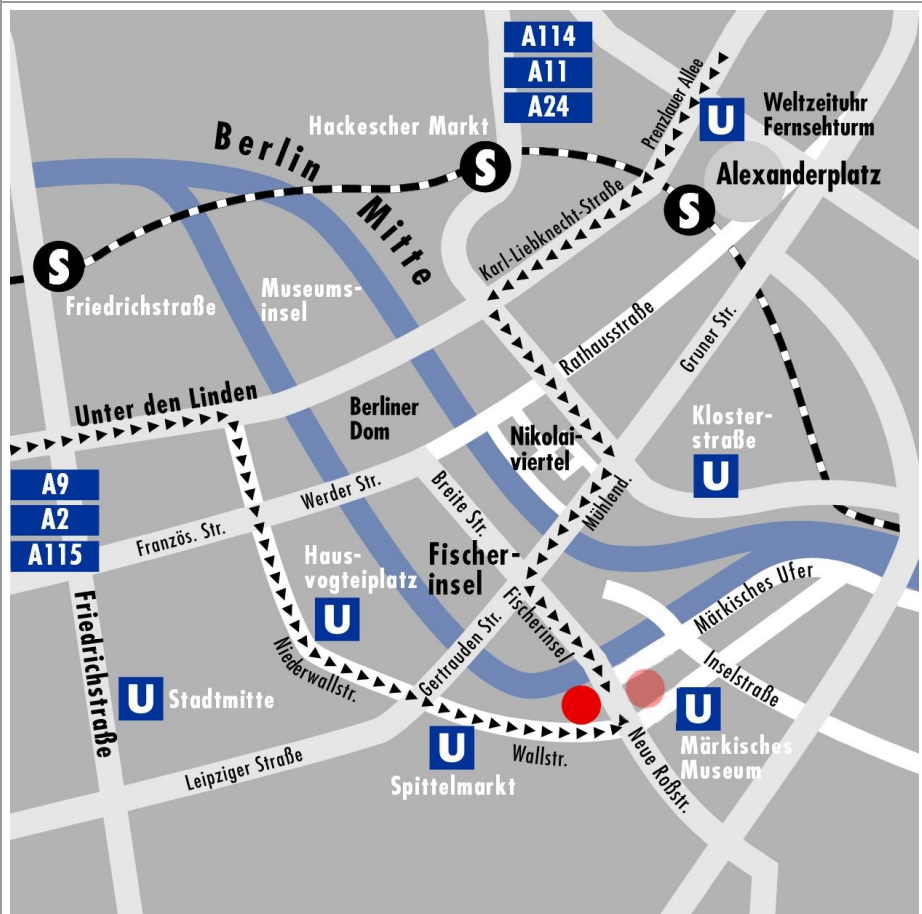 A114
A11
A24
Prenzlauer Allee
U
Weltzeituhr
Fernsehturm
Hackescher Markt
Berlin
Mitte
S
Alexanderplatz
S
S
Karl-Liebknecht-Straße
Friedrichstraße
Museums-
insel
Rathausstraße
Gruner Str.
Unter den Linden
Berliner
Dom
Nikolai-
viertel
Kloster-
straße
U
A9
A2
A115
Werder Str.
Breite Str.
Mühlend.
Französ. Str.
Haus-
vogteiplatz
U
Fischer-
insel
Märkisches Ufer
Friedrichstraße
Niederwallstr.
Gertrauden Str.
Fischerinsel
Inselstraße
U
Stadtmitte
U
Märkisches
Museum
U
Spittelmarkt
Wallstr.
Neue Roßstr.
Leipziger Straße